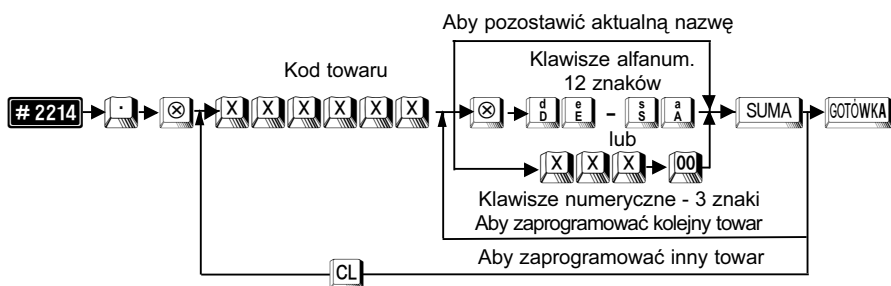 Aby pozostawić aktualną nazwę
Kod towaru
Klawisze alfanum.
12 znaków
# 2214 · ⊗ X X X X X X ⊗ d D e E - s S a A SUMA GOTÓWKA
lub
X X X 00
Klawisze numeryczne - 3 znaki
Aby zaprogramować kolejny towar
Aby zaprogramować inny towar
CL